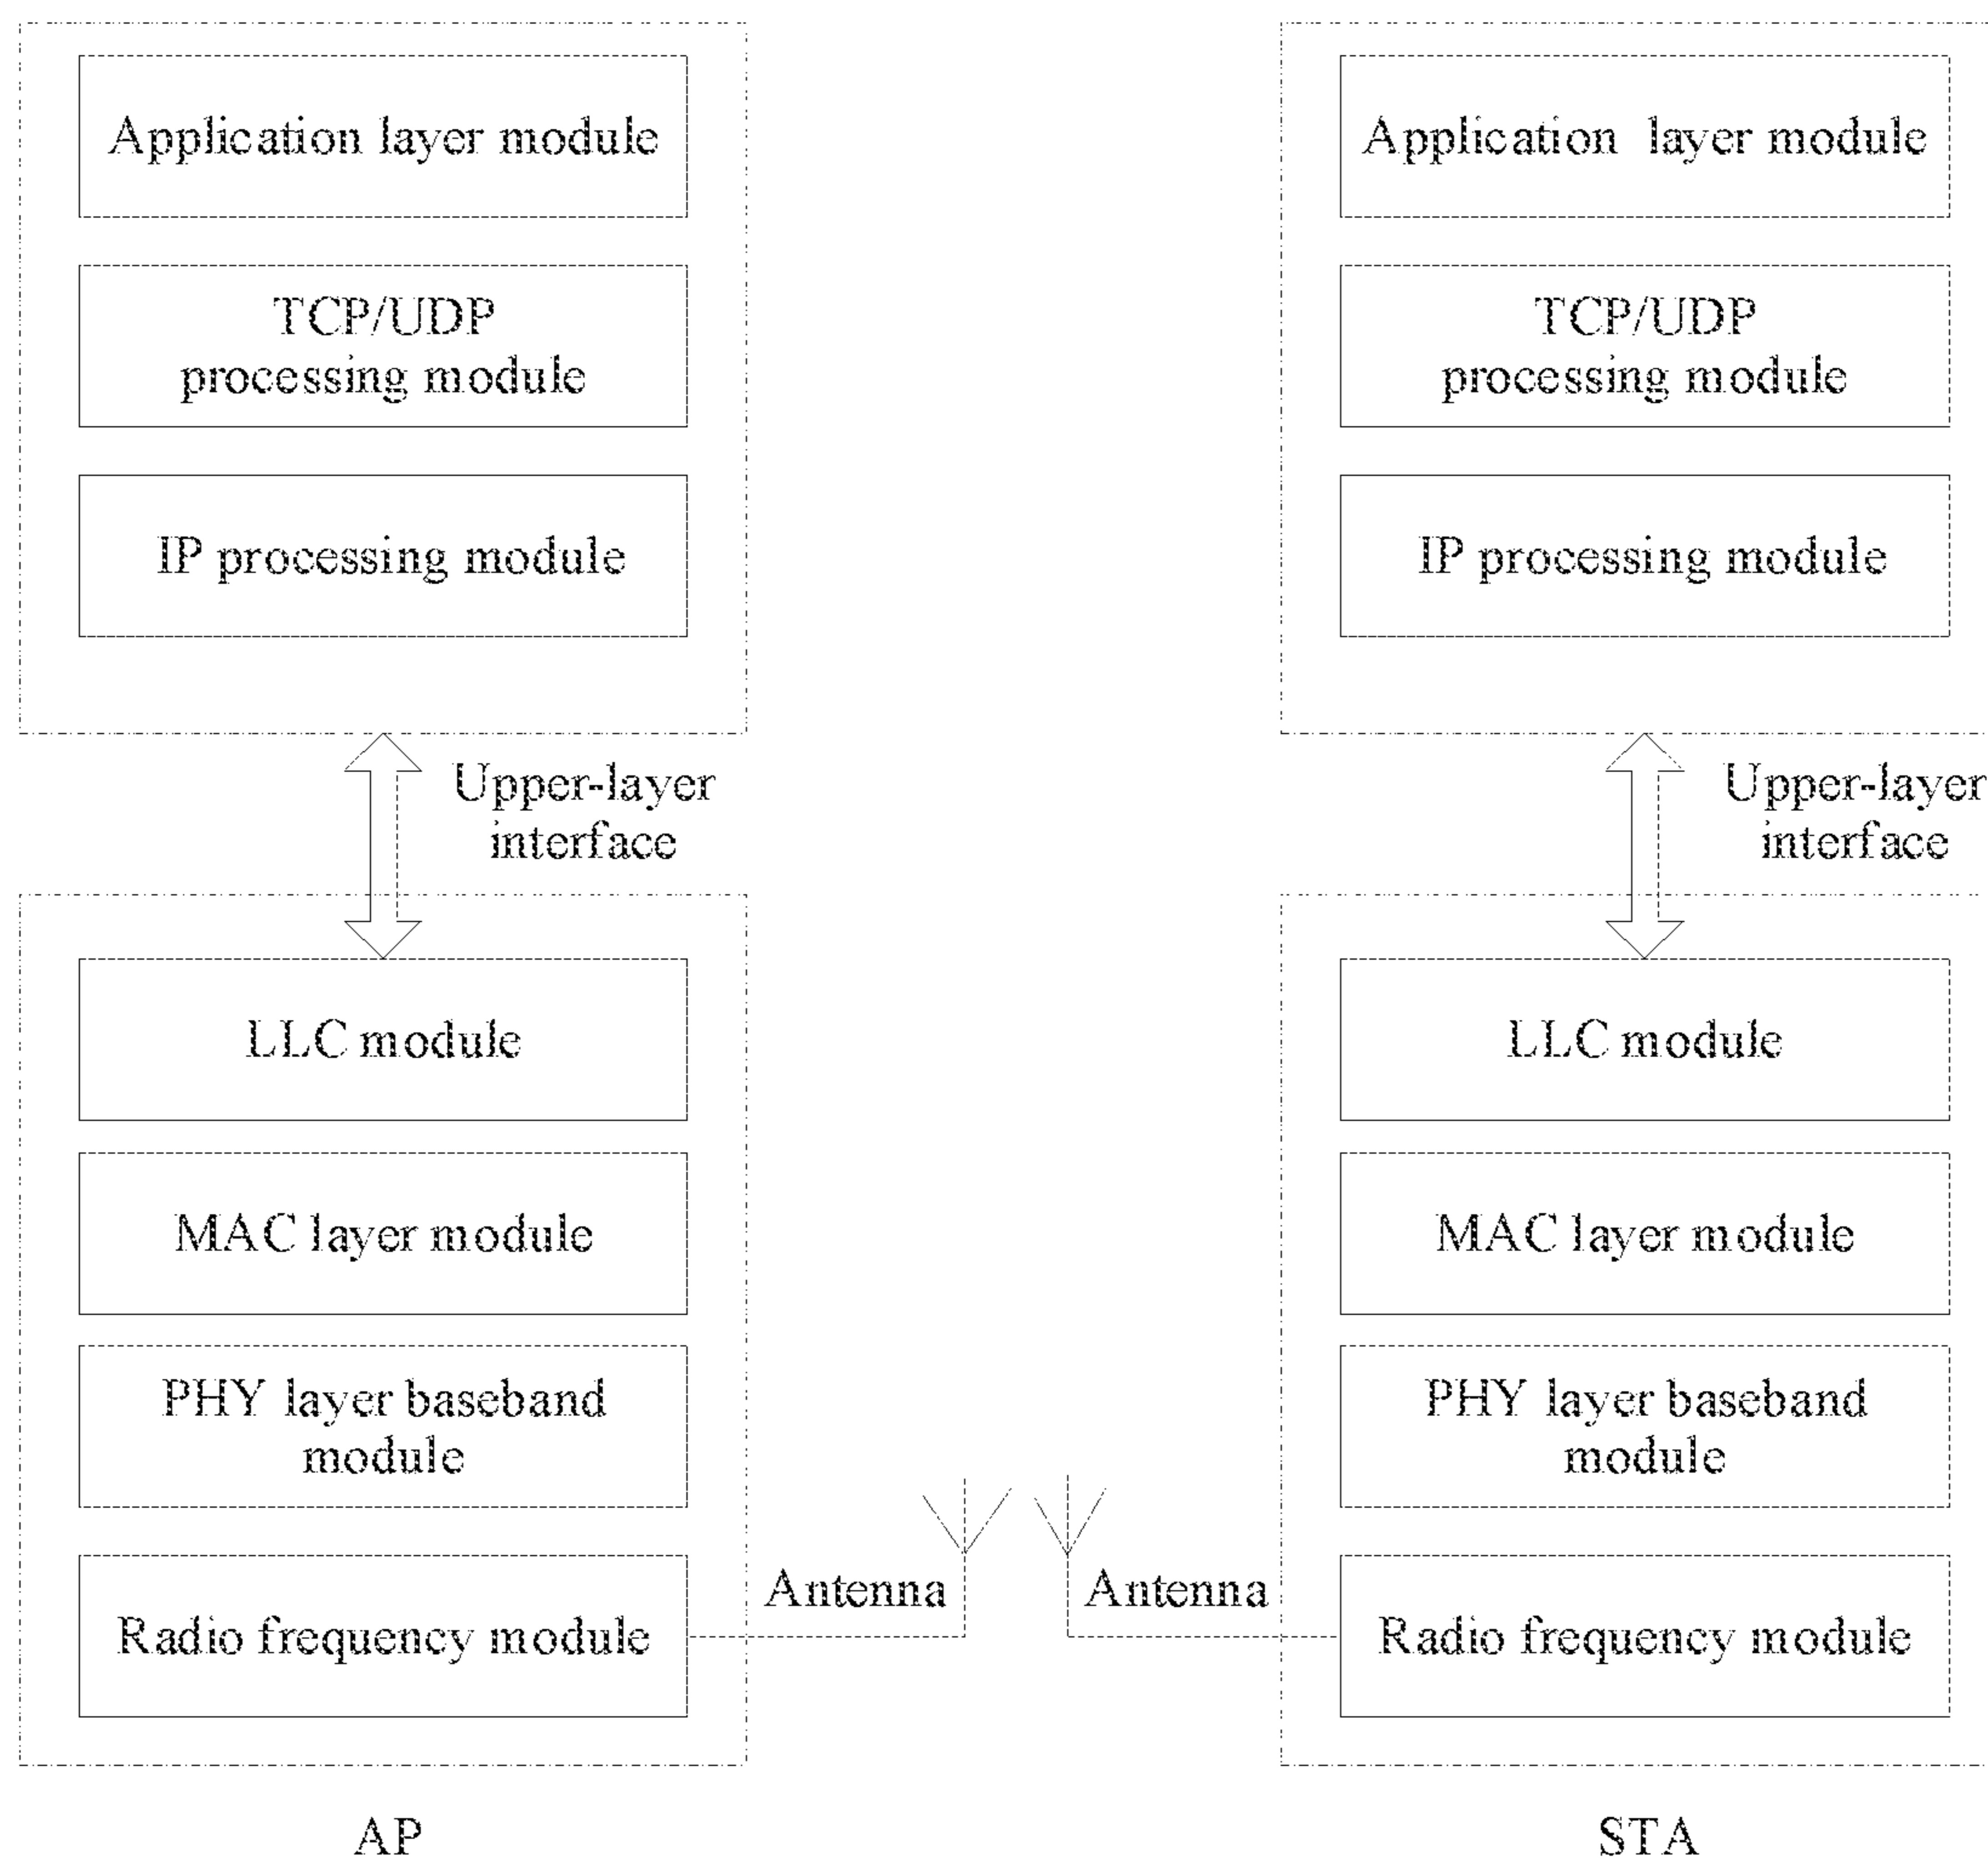 Application layer module
TCP/UDP
processing module
IP processing module
Upper-layer
interface
LLC module
MAC layer module
PHY layer baseband
module
Radio frequency module
Antenna
AP
Application layer module
TCP/UDP
processing module
IP processing module
Upper-layer
interface
LLC module
MAC layer module
PHY layer baseband
module
Antenna
Radio frequency module
STA